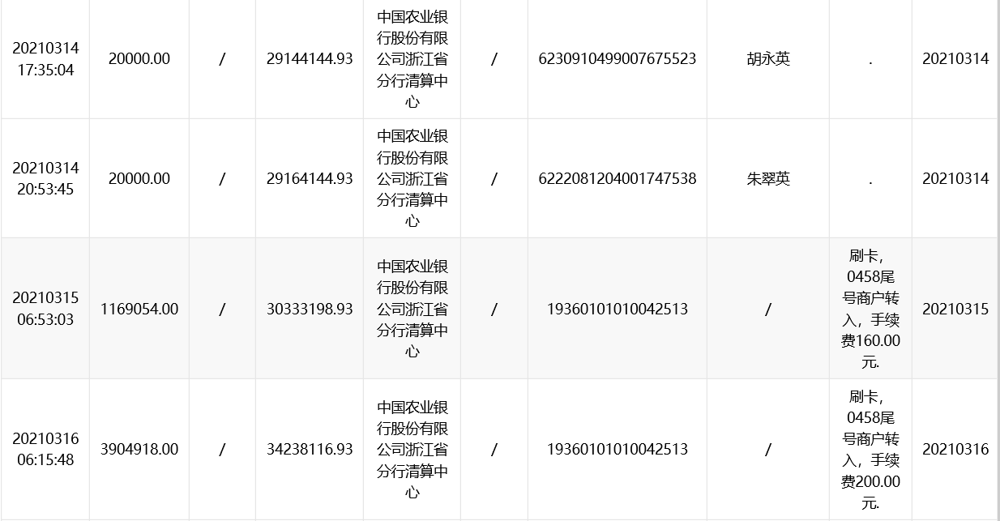 20210314
17:35:04
20000.00
/
29144144.93
中国农业银
行股份有限
公司浙江省
分行清算中
心
/
6230910499007675523
胡永英
.
20210314
20210314
20:53:45
20000.00
/
29164144.93
中国农业银
行股份有限
公司浙江省
分行清算中
心
/
6222081204001747538
朱翠英
.
20210314
20210315
06:53:03
1169054.00
/
30333198.93
中国农业银
行股份有限
公司浙江省
分行清算中
心
/
19360101010042513
/
刷卡，
0458尾
号商户转
入，手续
费160.00
元.
20210315
20210316
06:15:48
3904918.00
/
34238116.93
中国农业银
行股份有限
公司浙江省
分行清算中
心
/
19360101010042513
/
刷卡，
0458尾
号商户转
入，手续
费200.00
元.
20210316